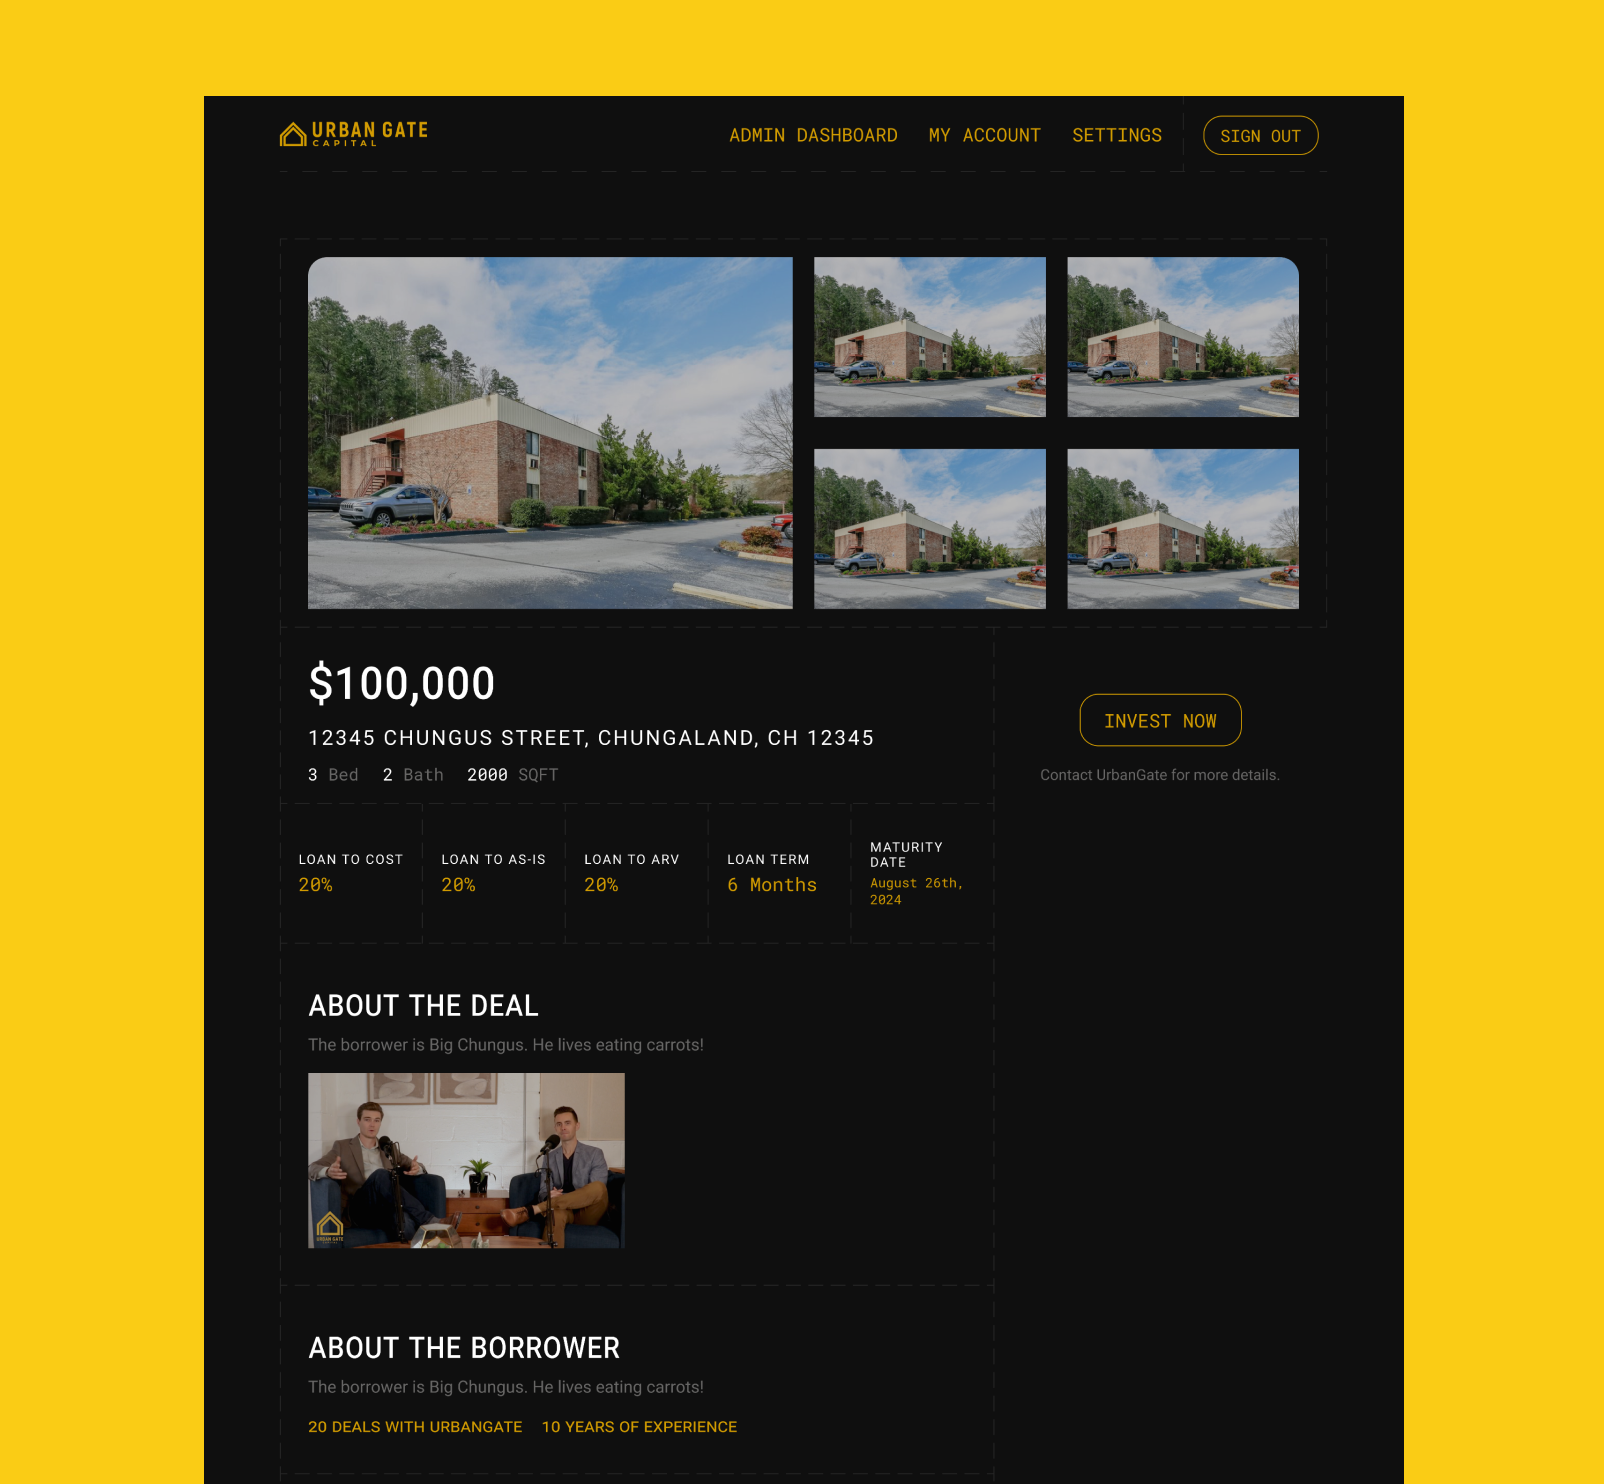 URBAN GATE
CAPITAL
ADMIN DASHBOARD MY ACCOUNT SETTINGS SIGN OUT
$100,000
12345 CHUNGUS STREET, CHUNGALAND, CH 12345
3 Bed 2 Bath 2000 SQFT
INVEST NOW
Contact UrbanGate for more details.
LOAN TO COST
20%
LOAN TO AS-IS
20%
LOAN TO ARV
20%
LOAN TERM
6 Months
MATURITY
DATE
August 26th,
2024
ABOUT THE DEAL
The borrower is Big Chungus. He lives eating carrots!
URBAN GATE
ABOUT THE BORROWER
The borrower is Big Chungus. He lives eating carrots!
20 DEALS WITH URBANGATE 10 YEARS OF EXPERIENCE